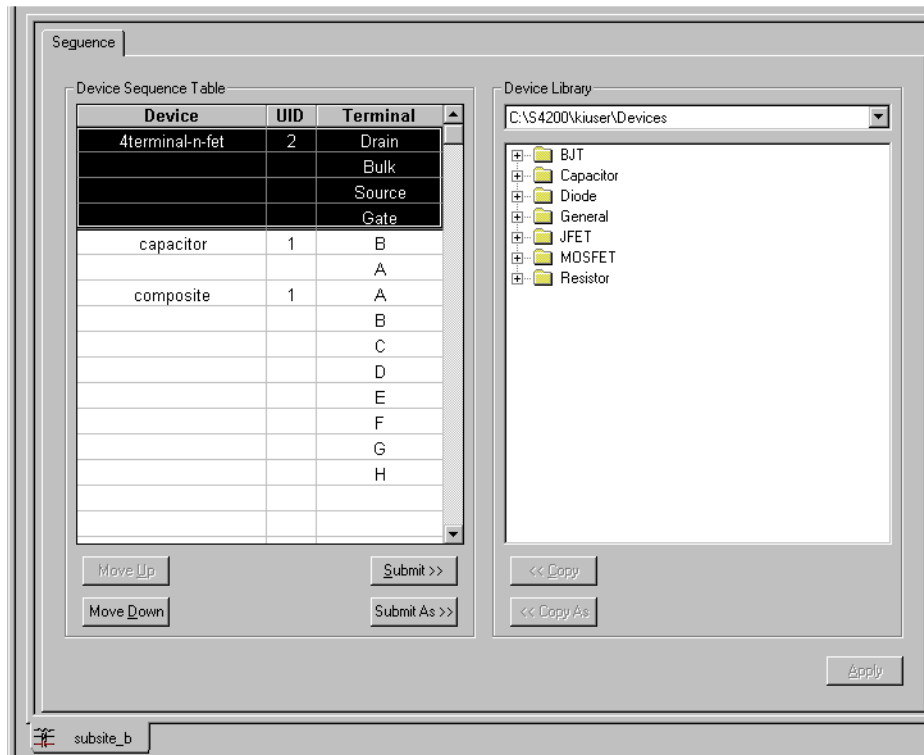 Seguence
Device Sequence Table
Device UID Terminal
4terminal-n-fet 2 Drain
Bulk
Source
Gate
capacitor 1 B
A
composite 1 A
B
C
D
E
F
G
H
Move Up
Submit >>
Move Down
Submit As >>
Device Library
C:\S4200\kiuser\Devices
BJT
Capacitor
Diode
General
JFET
MOSFET
Resistor
<< Copy
<< Copy As
Apply
subsite_b